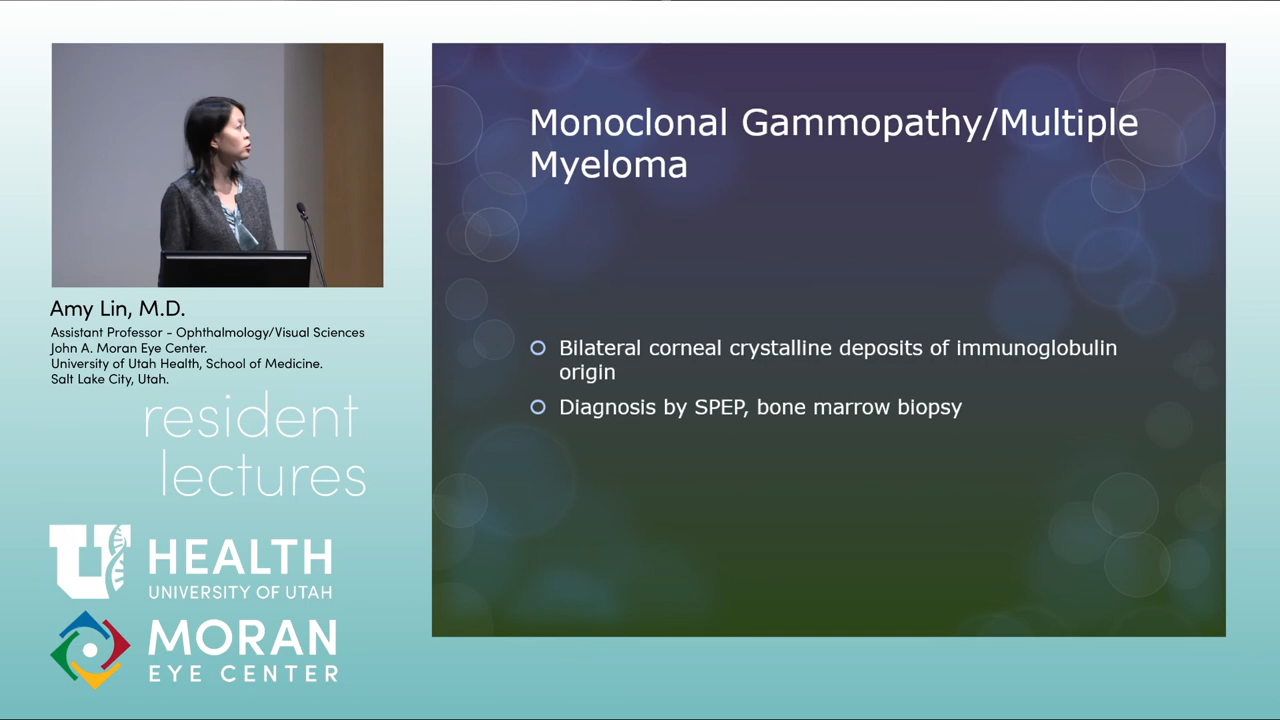 Amy Lin, M.D.
Assistant Professor - Ophthalmology/Visual Sciences
John A. Moran Eye Center.
University of Utah Health, School of Medicine.
Salt Lake City, Utah.
resident
lectures
U HEALTH
UNIVERSITY OF UTAH
MORAN
EYE CENTER
Monoclonal Gammopathy/Multiple
Myeloma
Bilateral corneal crystalline deposits of immunoglobulin
origin
Diagnosis by SPEP, bone marrow biopsy